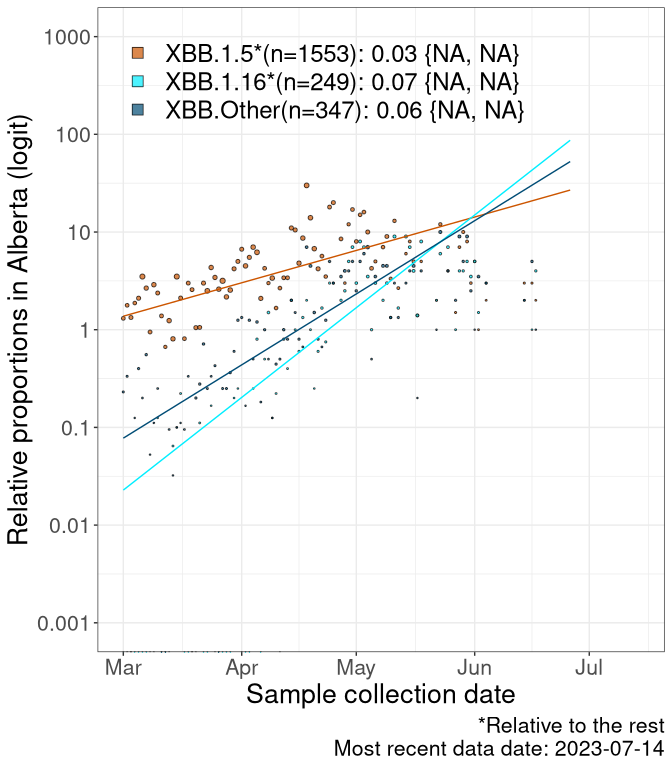 XBB.1.5*(n=1553): 0.03 {NA, NA}
XBB.1.16*(n=249): 0.07 {NA, NA}
XBB.Other(n=347): 0.06 {NA, NA}
Relative proportions in Alberta (logit)
1000
100
10
1
0.1
0.01
0.001
Mar Apr May Jun Jul
Sample collection date
*Relative to the rest
Most recent data date: 2023-07-14